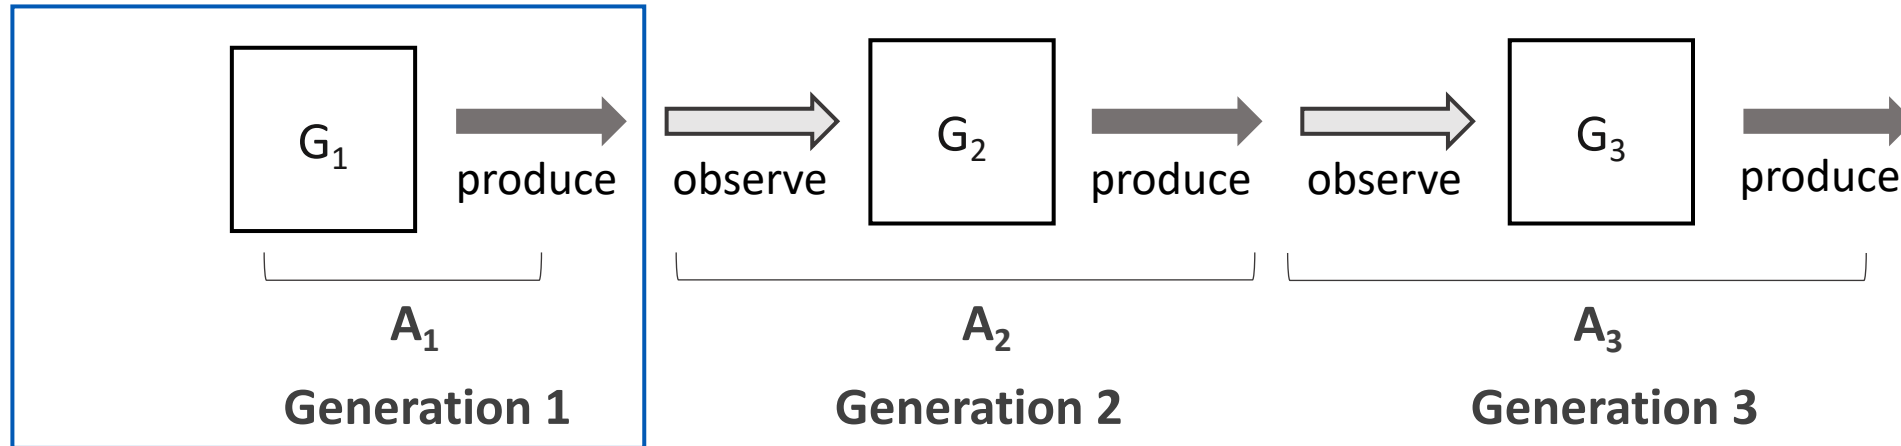 G₁
produce
observe
G₂
produce
observe
G₃
produce
A₁
A₂
A₃
Generation 1
Generation 2
Generation 3